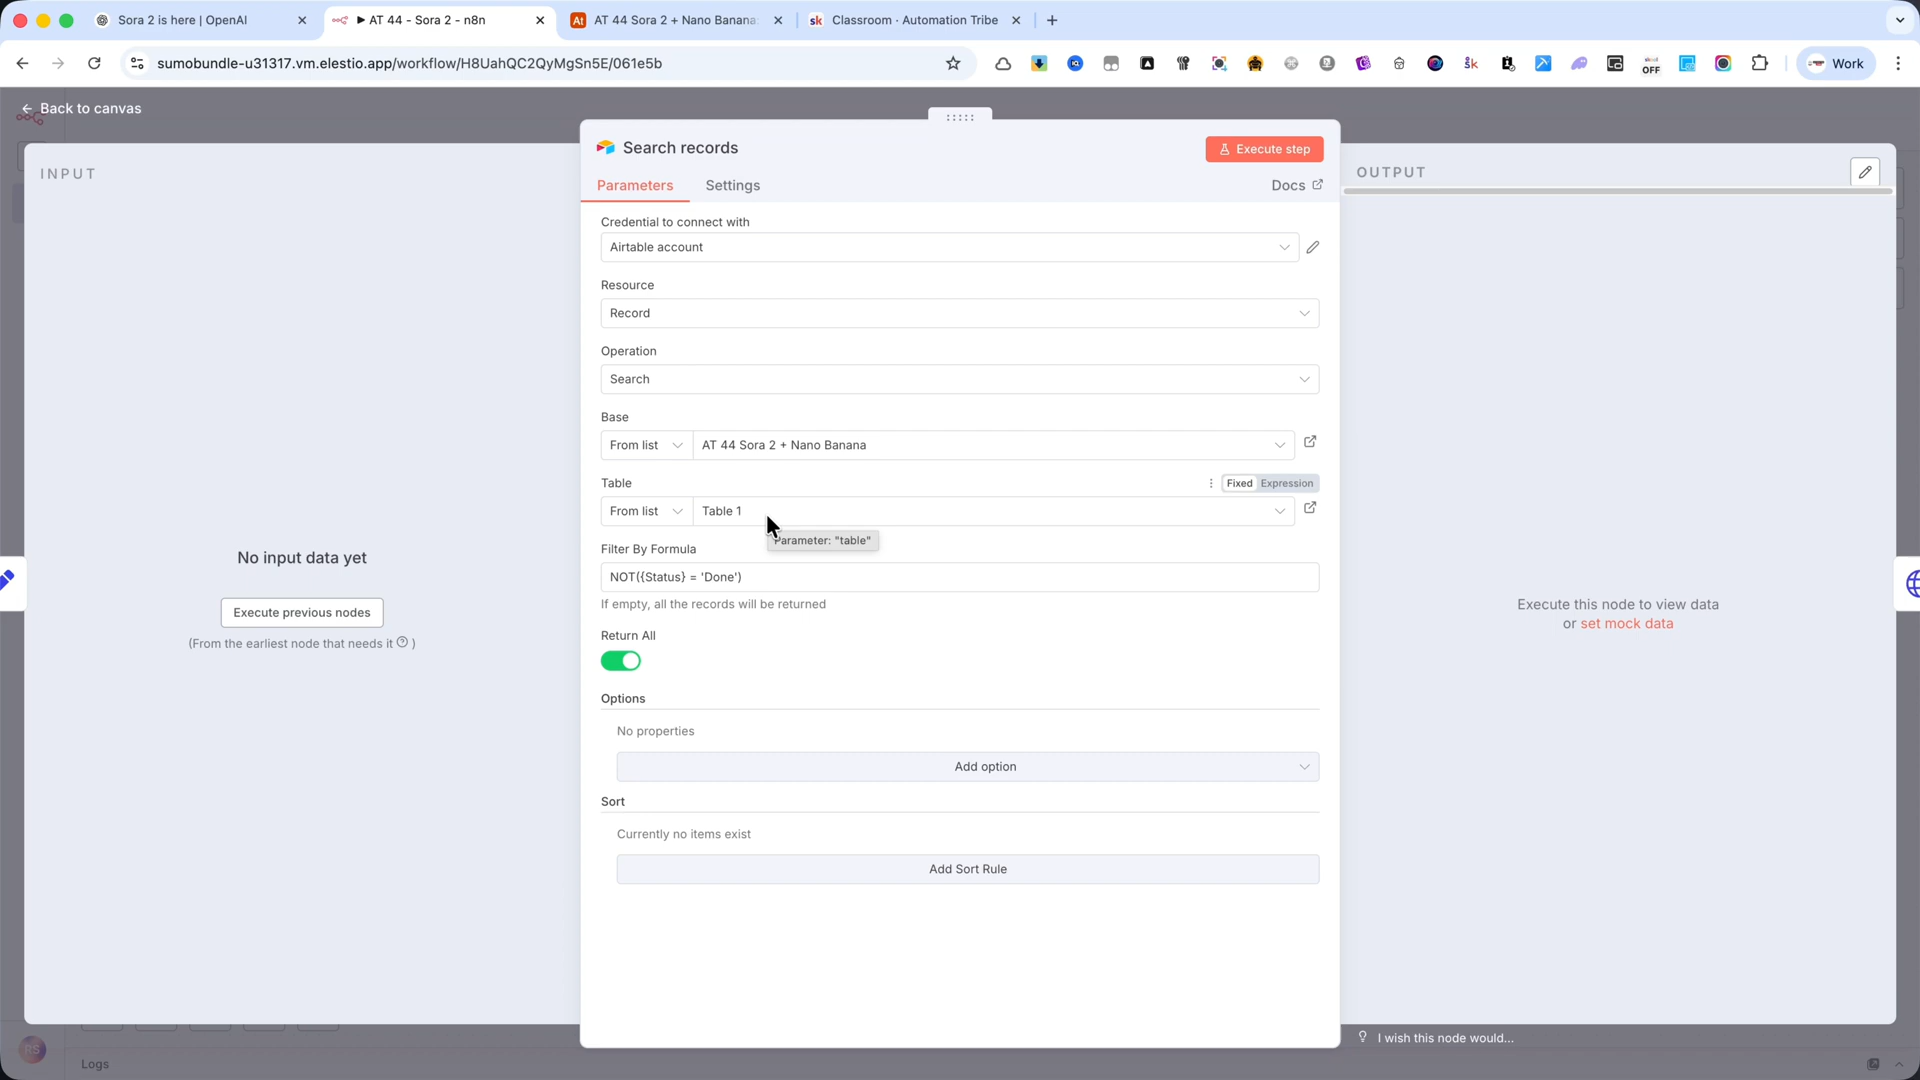 Sora 2 is here | OpenAI
▶ AT 44 - Sora 2 - n8n
AT 44 Sora 2 + Nano Banana:
Classroom · Automation Tribe
sumobundle-u31317.vm.elestio.app/workflow/H8UahQC2QyMgSn5E/061e5b
OFF
Work
Back to canvas
INPUT
Search records
Execute step
OUTPUT
Parameters
Settings
Docs
Credential to connect with
Airtable account
Resource
Record
Operation
Search
Base
From list
AT 44 Sora 2 + Nano Banana
Table
Fixed
Expression
From list
Table 1
Parameter: "table"
Filter By Formula
NOT({Status} = 'Done')
If empty, all the records will be returned
Return All
Options
No properties
Add option
Sort
Currently no items exist
Add Sort Rule
No input data yet
Execute previous nodes
(From the earliest node that needs it ? )
Execute this node to view data
or set mock data
I wish this node would...
RS
Logs